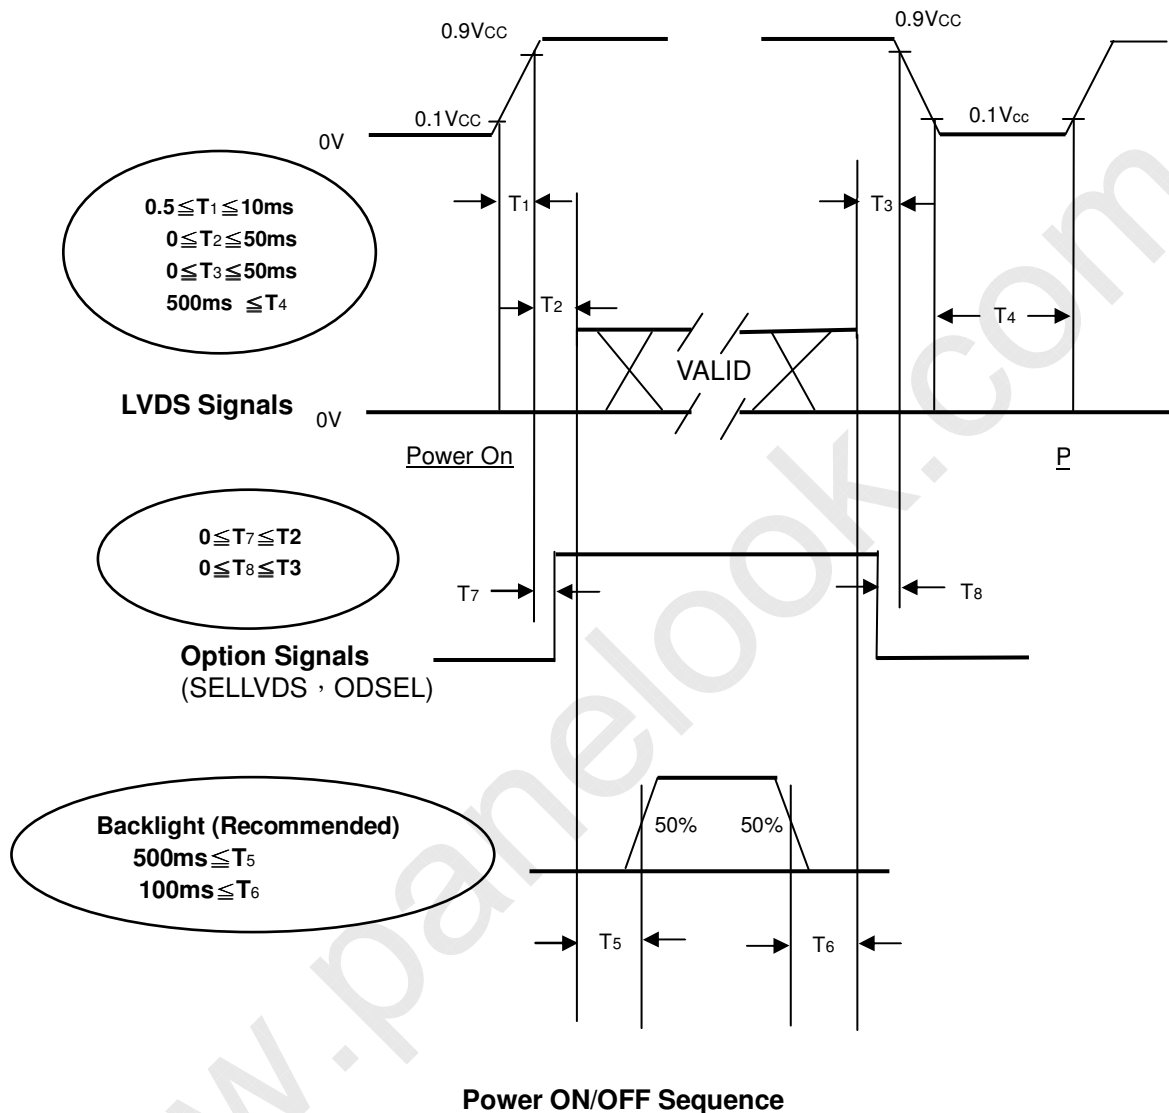 0.9VCC
0.9VCC
0.1VCC
0.1Vcc
0V
0.5≦T1≦10ms
0≦T2≦50ms
0≦T3≦50ms
500ms ≦T4
T1
T3
T2
T4
VALID
LVDS Signals
0V
Power On
P
0≦T7≦T2
0≦T8≦T3
T7
T8
Option Signals
(SELLVDS，ODSEL)
Backlight (Recommended)
500ms≦T5
100ms≦T6
50%
50%
T5
T6
Power ON/OFF Sequence
w.panelook.com